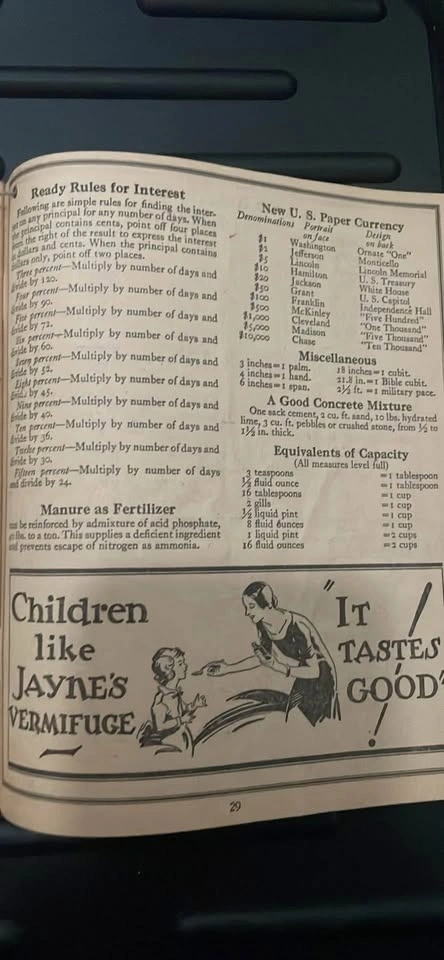 Ready Rules for Interest
Following are simple rules for finding the inter-
est on any principal for any number of days. When
the principal contains cents, point off four places
from the right of the result to express the interest
in dollars and cents. When the principal contains
dollars only, point off two places.
Three percent—Multiply by number of days and
divide by 120.
Four percent—Multiply by number of days and
divide by 90.
Five percent—Multiply by number of days and
divide by 72.
Six percent—Multiply by number of days and
divide by 60.
Seven percent—Multiply by number of days and
divide by 52.
Eight percent—Multiply by number of days and
divide by 45.
Nine percent—Multiply by number of days and
divide by 40.
Ten percent—Multiply by number of days and
divide by 36.
Twelve percent—Multiply by number of days and
divide by 30.
Fifteen percent—Multiply by number of days
and divide by 24.
Manure as Fertilizer
be reinforced by admixture of acid phosphate,
lbs. to a ton. This supplies a deficient ingredient
and prevents escape of nitrogen as ammonia.
New U. S. Paper Currency
Denominations Portrait on face Design on back
$1 Washington Ornate "One"
$2 Jefferson Monticello
$5 Lincoln Lincoln Memorial
$10 Hamilton U. S. Treasury
$20 Jackson White House
$50 Grant U. S. Capitol
$100 Franklin Independence Hall
$500 McKinley "Five Hundred"
$1,000 Cleveland "One Thousand"
$5,000 Madison "Five Thousand"
$10,000 Chase "Ten Thousand"
Miscellaneous
3 inches=1 palm. 18 inches=1 cubit.
4 inches=1 hand. 21.8 in.=1 Bible cubit.
6 inches=1 span. 2½ ft.=1 military pace.
A Good Concrete Mixture
One sack cement, 2 cu. ft. sand, 10 lbs. hydrated
lime, 3 cu. ft. pebbles or crushed stone, from ½ to
1½ in. thick.
Equivalents of Capacity
(All measures level full)
3 teaspoons =1 tablespoon
½ fluid ounce =1 tablespoon
16 tablespoons =1 cup
2 gills =1 cup
½ liquid pint =1 cup
8 fluid ounces =1 cup
1 liquid pint =2 cups
16 fluid ounces =2 cups
Children
like
JAYNE'S
VERMIFUGE
"IT
TASTES
GOOD"!
29